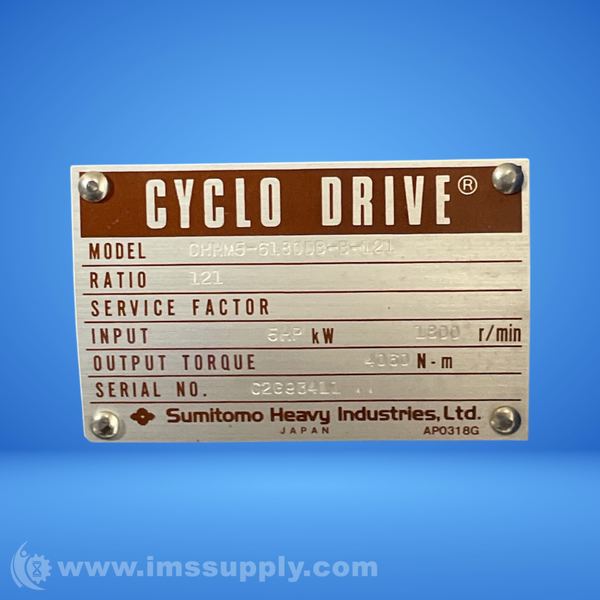 CYCLO DRIVE®
MODEL CHHM5-6180DB-B-121
RATIO 121
SERVICE FACTOR
INPUT 5HP kW 1800 r/min
OUTPUT TORQUE 4050 N-m
SERIAL NO.
Sumitomo Heavy Industries, Ltd.
JAPAN AP0318G
www.imssupply.com